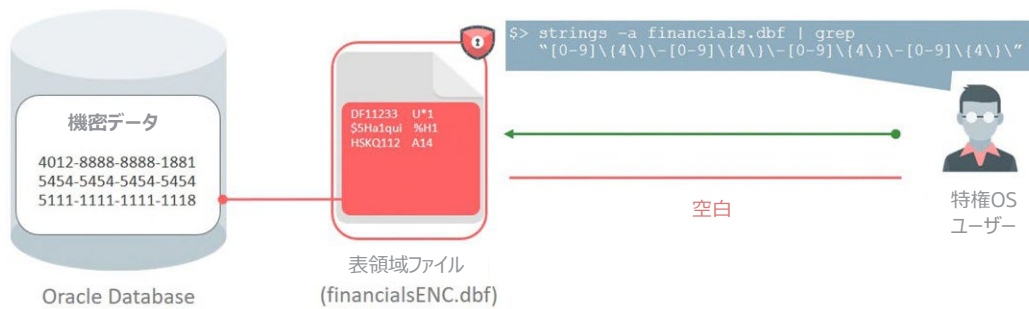 $> strings -a financials.dbf | grep
"[0-9]\{4\}\-[0-9]\{4\}\-[0-9]\{4\}\-[0-9]\{4\}\"
機密データ
4012-8888-8888-1881
5454-5454-5454-5454
5111-1111-1111-1118
DF11233 U*1
$5Ha1qui %H1
HSKQ112 A14
空白
特権OS
ユーザー
表領域ファイル
(financialsENC.dbf)
Oracle Database